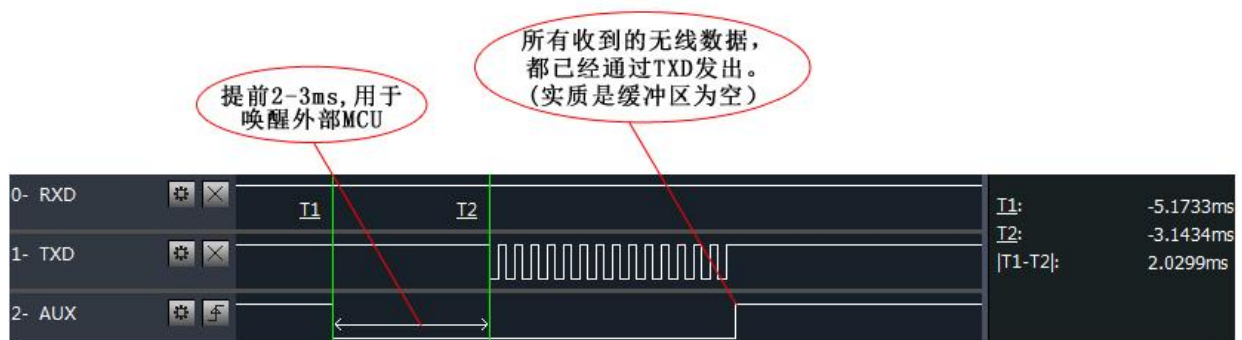 所有收到的无线数据，
都已经通过TXD发出。
(实质是缓冲区为空)
提前2-3ms,用于
唤醒外部MCU
0- RXD
T1
T2
T1: -5.1733ms
T2: -3.1434ms
1- TXD
|T1-T2|: 2.0299ms
2- AUX